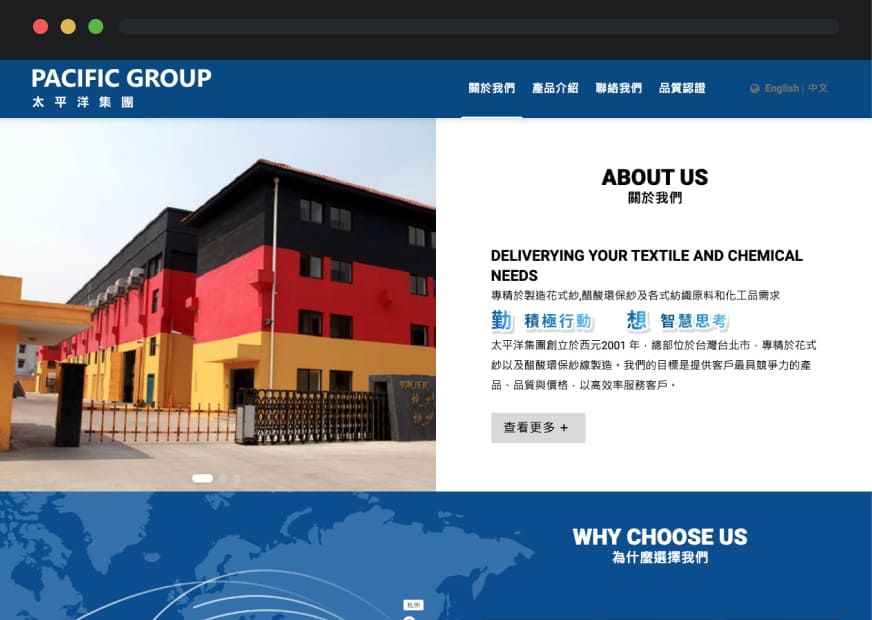 PACIFIC GROUP
太平洋集團
關於我們 產品介紹 聯絡我們 品質認證 English | 中文
ABOUT US
關於我們
DELIVERYING YOUR TEXTILE AND CHEMICAL
NEEDS
專精於製造花式紗,醋酸環保紗及各式紡織原料和化工品需求
勤 積極行動 想 智慧思考
太平洋集團創立於西元2001 年，總部位於台灣台北市，專精於花式
紗以及醋酸環保紗線製造。我們的目標是提供客戶最具競爭力的產
品、品質與價格，以高效率服務客戶。
查看更多 +
PACIFIC
杭州
WHY CHOOSE US
為什麼選擇我們
杭州